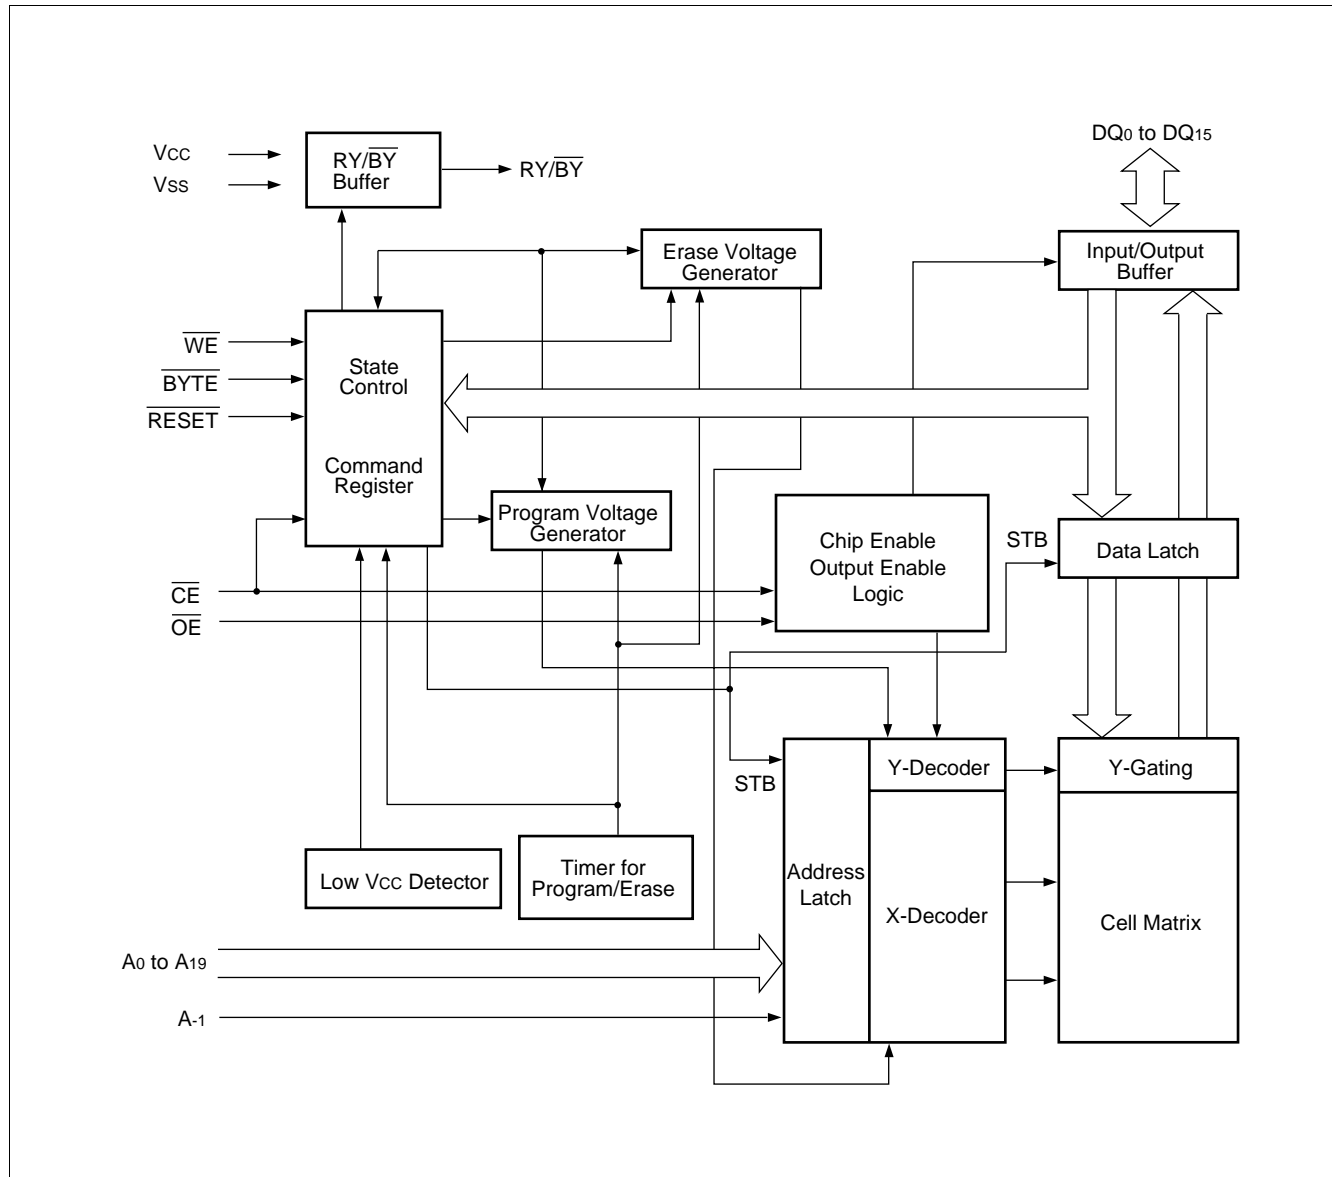 VCC
VSS
RY/BY
Buffer
RY/BY
DQ0 to DQ15
Erase Voltage
Generator
Input/Output
Buffer
WE
BYTE
RESET
State
Control
Command
Register
Program Voltage
Generator
Chip Enable
Output Enable
Logic
STB
Data Latch
CE
OE
STB
Y-Decoder
Y-Gating
Low VCC Detector
Timer for
Program/Erase
Address
Latch
X-Decoder
Cell Matrix
A0 to A19
A-1